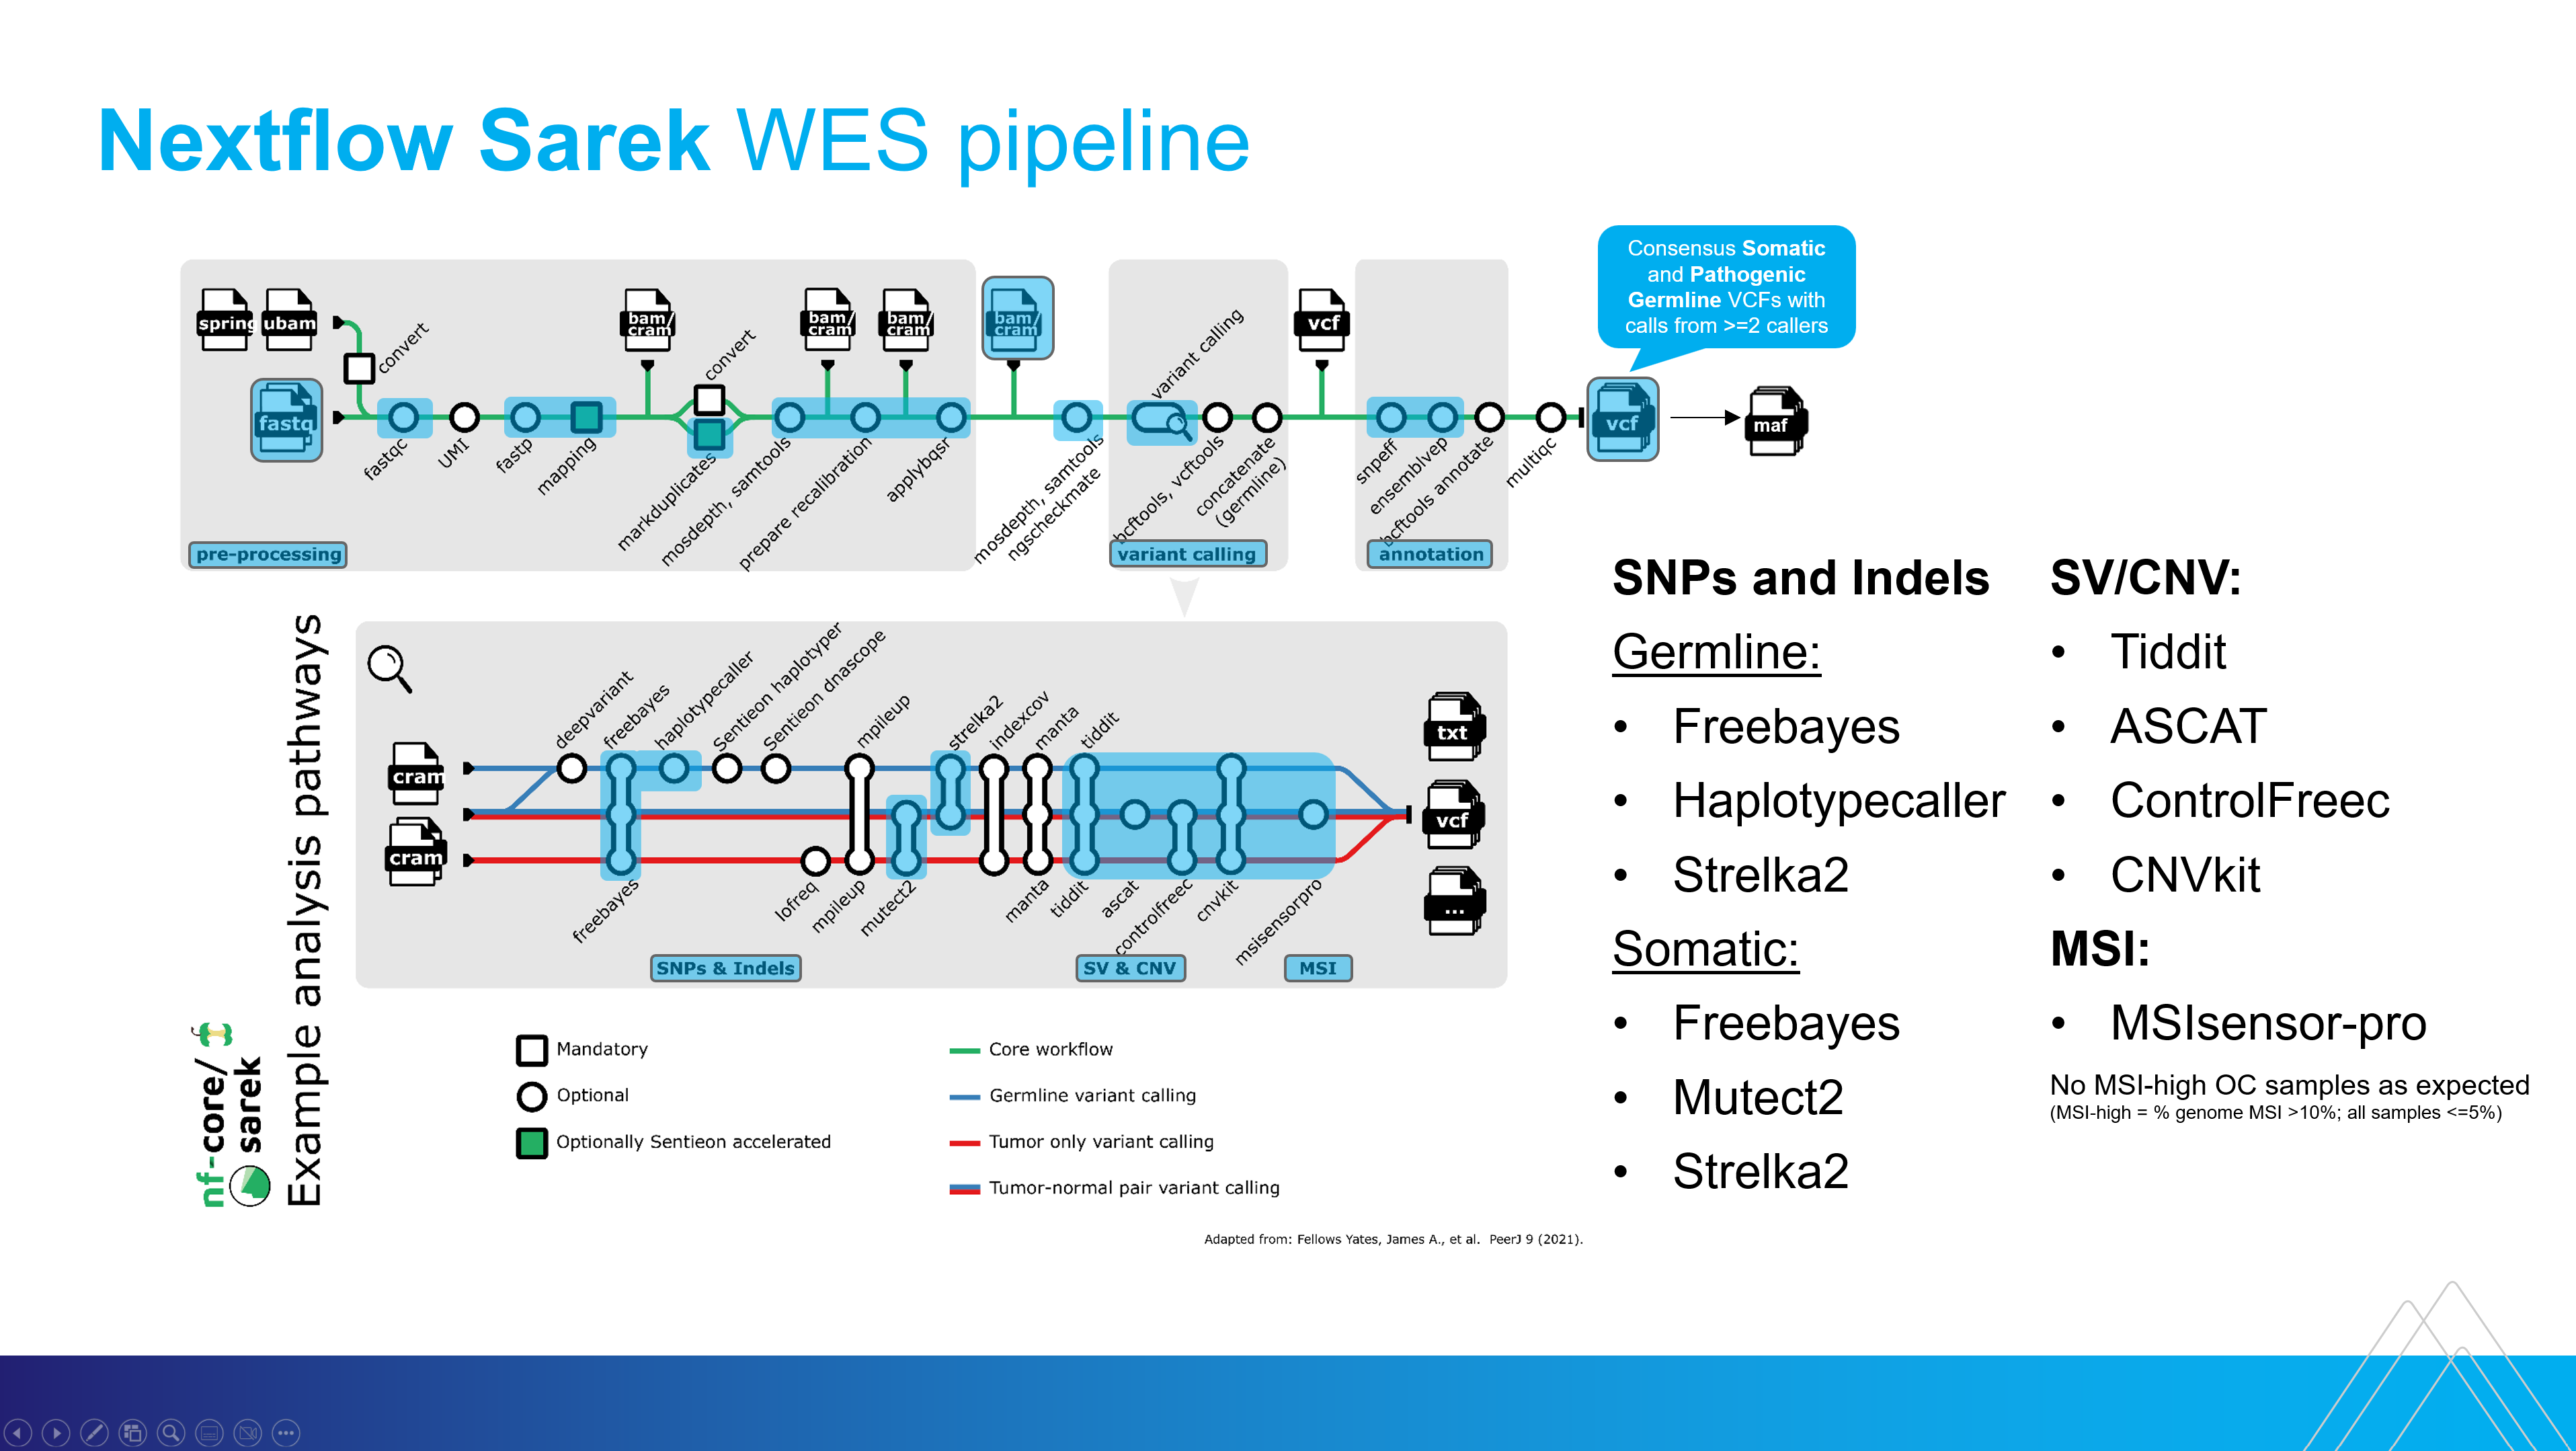 Nextflow Sarek WES pipeline
Consensus Somatic
and Pathogenic
Germline VCFs with
calls from >=2 callers
spring
ubam
convert
fastq
bam/
cram
convert
bam/
cram
bam/
cram
bam/
cram
variant calling
vcf
vcf
maf
fastqc
UMI
fastp
mapping
markduplicates
mosdepth, samtools
prepare recalibration
applybqsr
mosdepth, samtools
ngscheckmate
bcftools, vcftools
concatenate
(germline)
snpeff
ensemblvep
bcftools annotate
multiqc
pre-processing
variant calling
annotation
Example analysis pathways
nf-core/
sarek
deepvariant
freebayes
haplotypecaller
Sentieon haplotyper
Sentieon dnascope
mpileup
strelka2
indexcov
manta
tiddit
cram
cram
txt
vcf
...
freebayes
lofreq
mpileup
mutect2
manta
tiddit
ascat
controlfreec
cnvkit
msisensorpro
SNPs & Indels
SV & CNV
MSI
Mandatory
Optional
Optionally Sentieon accelerated
Core workflow
Germline variant calling
Tumor only variant calling
Tumor-normal pair variant calling
Adapted from: Fellows Yates, James A., et al. PeerJ 9 (2021).
SNPs and Indels
Germline:
• Freebayes
• Haplotypecaller
• Strelka2
Somatic:
• Freebayes
• Mutect2
• Strelka2
SV/CNV:
• Tiddit
• ASCAT
• ControlFreec
• CNVkit
MSI:
• MSIsensor-pro
No MSI-high OC samples as expected
(MSI-high = % genome MSI >10%; all samples <=5%)